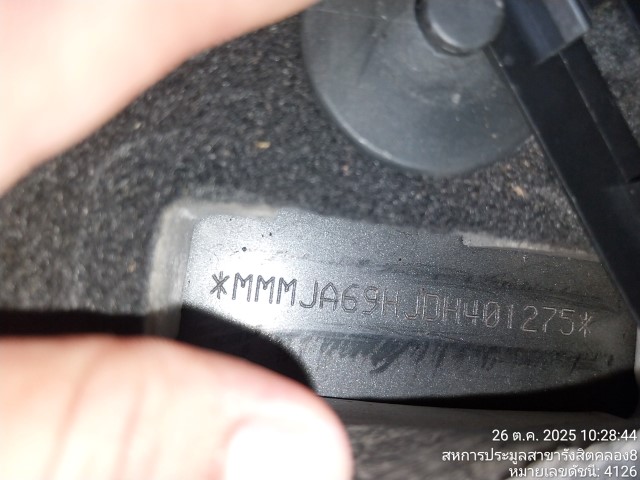 *MMMJA69HJDH401275*
26 ต.ค. 2025 10:28:44
สหการประมูลสาขารังสิตคลอง8
หมายเลขดัชนี: 4126